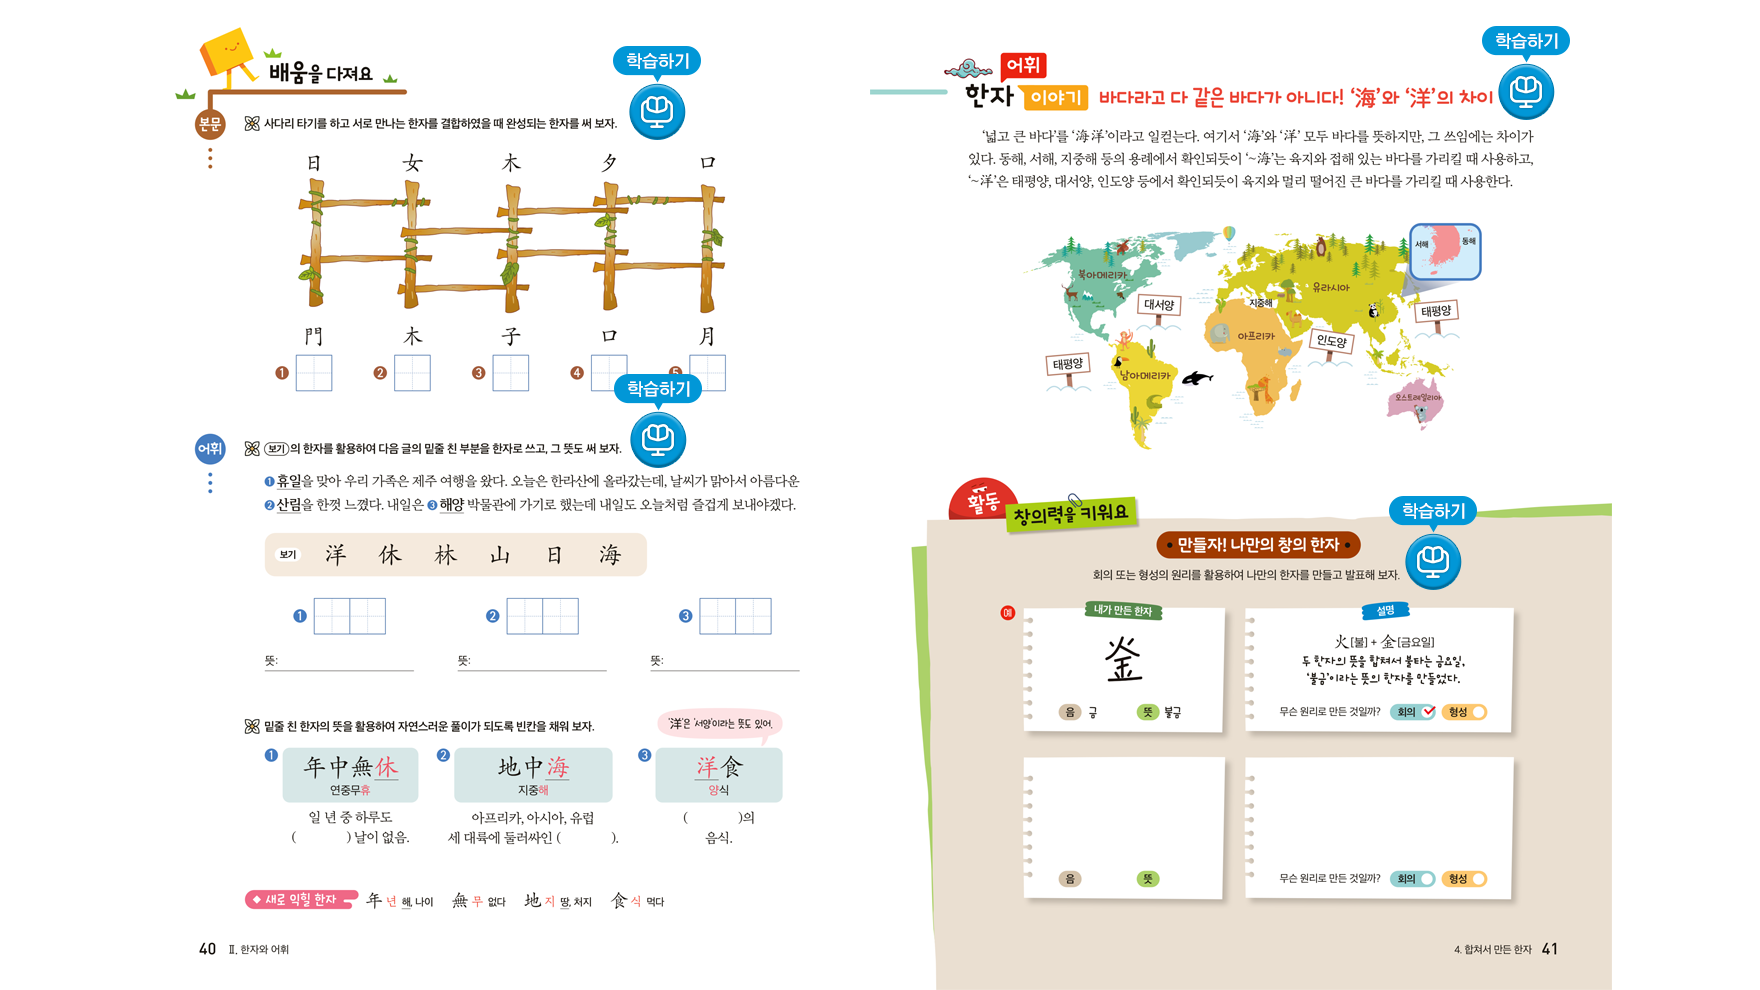 배움을 다져요
학습하기
본문
사다리 타기를 하고 서로 만나는 한자를 결합하였을 때 완성되는 한자를 써 보자.
日 女 木 夕 口
門 木 子 口 月
1 2 3 4 5
학습하기
어휘
보기 의 한자를 활용하여 다음 글의 밑줄 친 부분을 한자로 쓰고, 그 뜻도 써 보자.
1 휴일을 맞아 우리 가족은 제주 여행을 왔다. 오늘은 한라산에 올라갔는데, 날씨가 맑아서 아름다운
2 산림을 한껏 느꼈다. 내일은 3 해양 박물관에 가기로 했는데 내일도 오늘처럼 즐겁게 보내야겠다.
보기 洋 休 林 山 日 海
1 2 3
뜻: 뜻: 뜻:
밑줄 친 한자의 뜻을 활용하여 자연스러운 풀이가 되도록 빈칸을 채워 보자.
'洋'은 '서양'이라는 뜻도 있어.
1 年中無休
연중무휴
일 년 중 하루도
( ) 날이 없음.
2 地中海
지중해
아프리카, 아시아, 유럽
세 대륙에 둘러싸인 ( ).
3 洋食
양식
( )의
음식.
새로 익힐 한자 年 년 해, 나이 無 무 없다 地 지 땅, 처지 食 식 먹다
40 Ⅱ. 한자와 어휘
학습하기
어휘
한자 이야기 바다라고 다 같은 바다가 아니다! '海'와 '洋'의 차이
'넓고 큰 바다'를 '海洋'이라고 일컫는다. 여기서 '海'와 '洋' 모두 바다를 뜻하지만, 그 쓰임에는 차이가
있다. 동해, 서해, 지중해 등의 용례에서 확인되듯이 '~海'는 육지와 접해 있는 바다를 가리킬 때 사용하고,
'~洋'은 태평양, 대서양, 인도양 등에서 확인되듯이 육지와 멀리 떨어진 큰 바다를 가리킬 때 사용한다.
서해 동해
북아메리카
유라시아
대서양
지중해
태평양
아프리카
인도양
태평양
남아메리카
오스트레일리아
활동
창의력을 키워요
학습하기
만들자! 나만의 창의 한자
회의 또는 형성의 원리를 활용하여 나만의 한자를 만들고 발표해 보자.
예
내가 만든 한자
음 금 뜻 불금
설명
火[불] + 金[금요일]
두 한자의 뜻을 합쳐서 불타는 금요일,
'불금'이라는 뜻의 한자를 만들었다.
무슨 원리로 만든 것일까? 회의 형성
음 뜻
무슨 원리로 만든 것일까? 회의 형성
4. 합쳐서 만든 한자 41